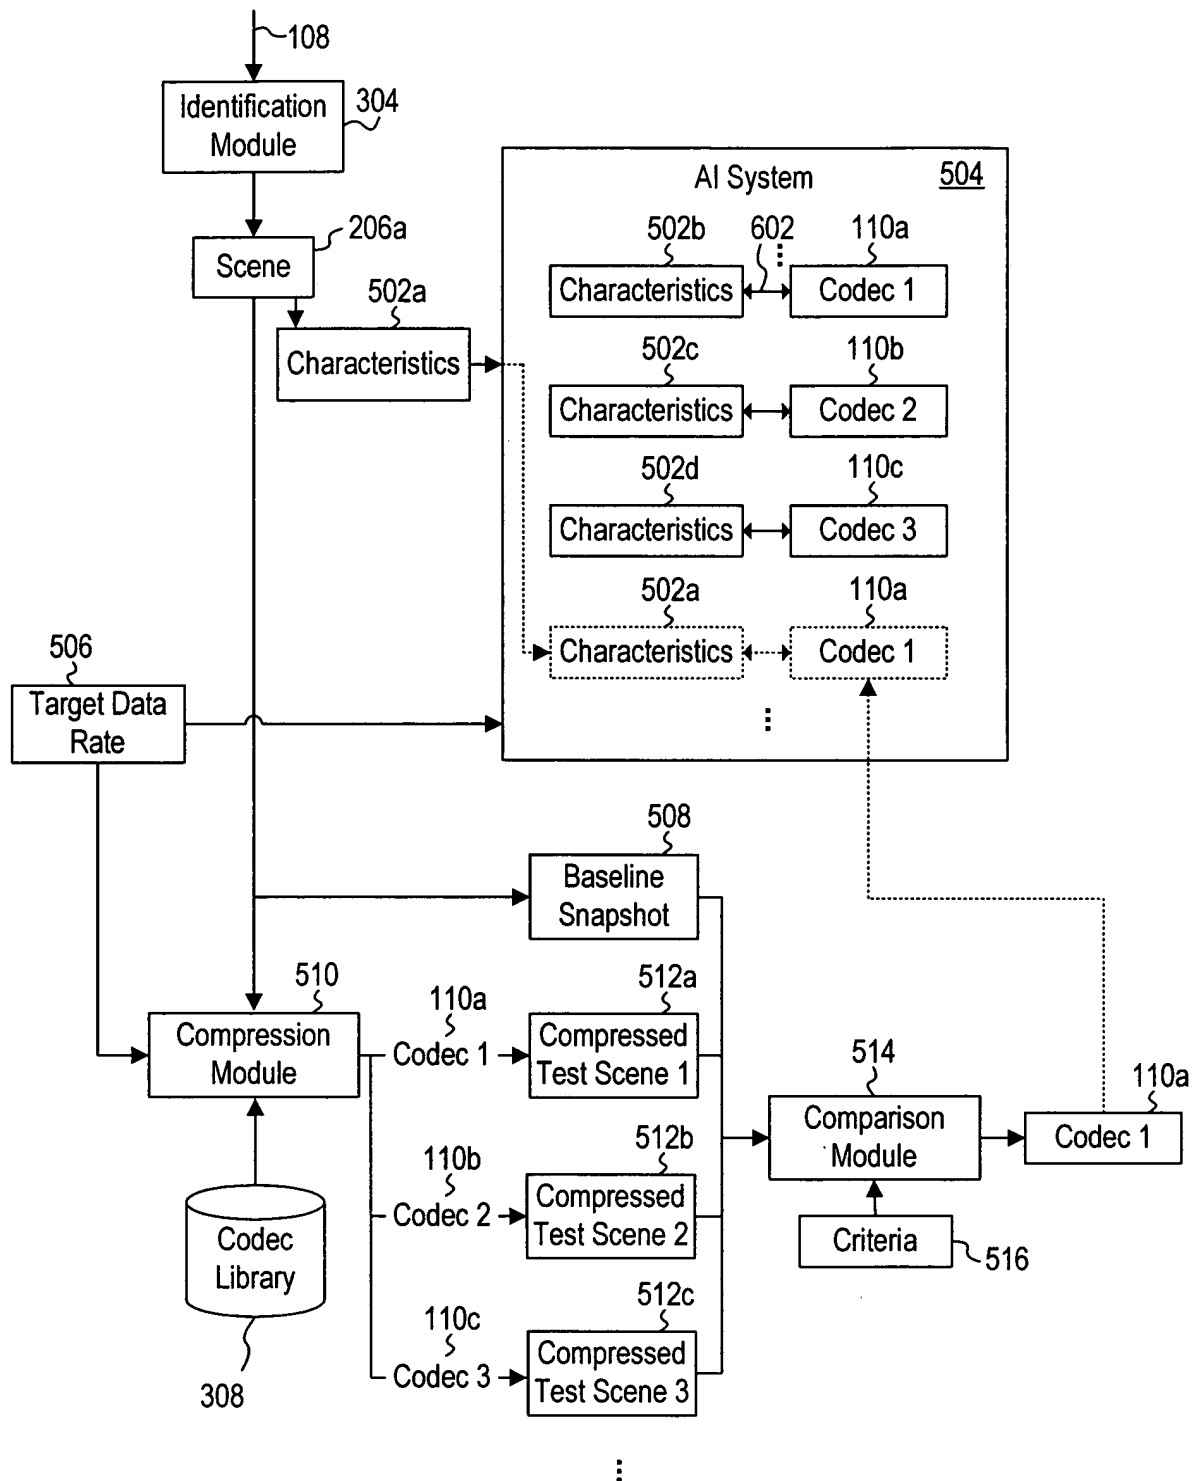 108
Identification
Module
304
AI System
504
206a
Scene
502a
Characteristics
502b
602
110a
Characteristics
Codec 1
502c
110b
Characteristics
Codec 2
502d
110c
Characteristics
Codec 3
502a
110a
Characteristics
Codec 1
506
Target Data
Rate
508
Baseline
Snapshot
510
Compression
Module
110a
Codec 1
512a
Compressed
Test Scene 1
514
Comparison
Module
110a
Codec 1
110b
Codec 2
512b
Compressed
Test Scene 2
Criteria
516
Codec
Library
308
110c
Codec 3
512c
Compressed
Test Scene 3